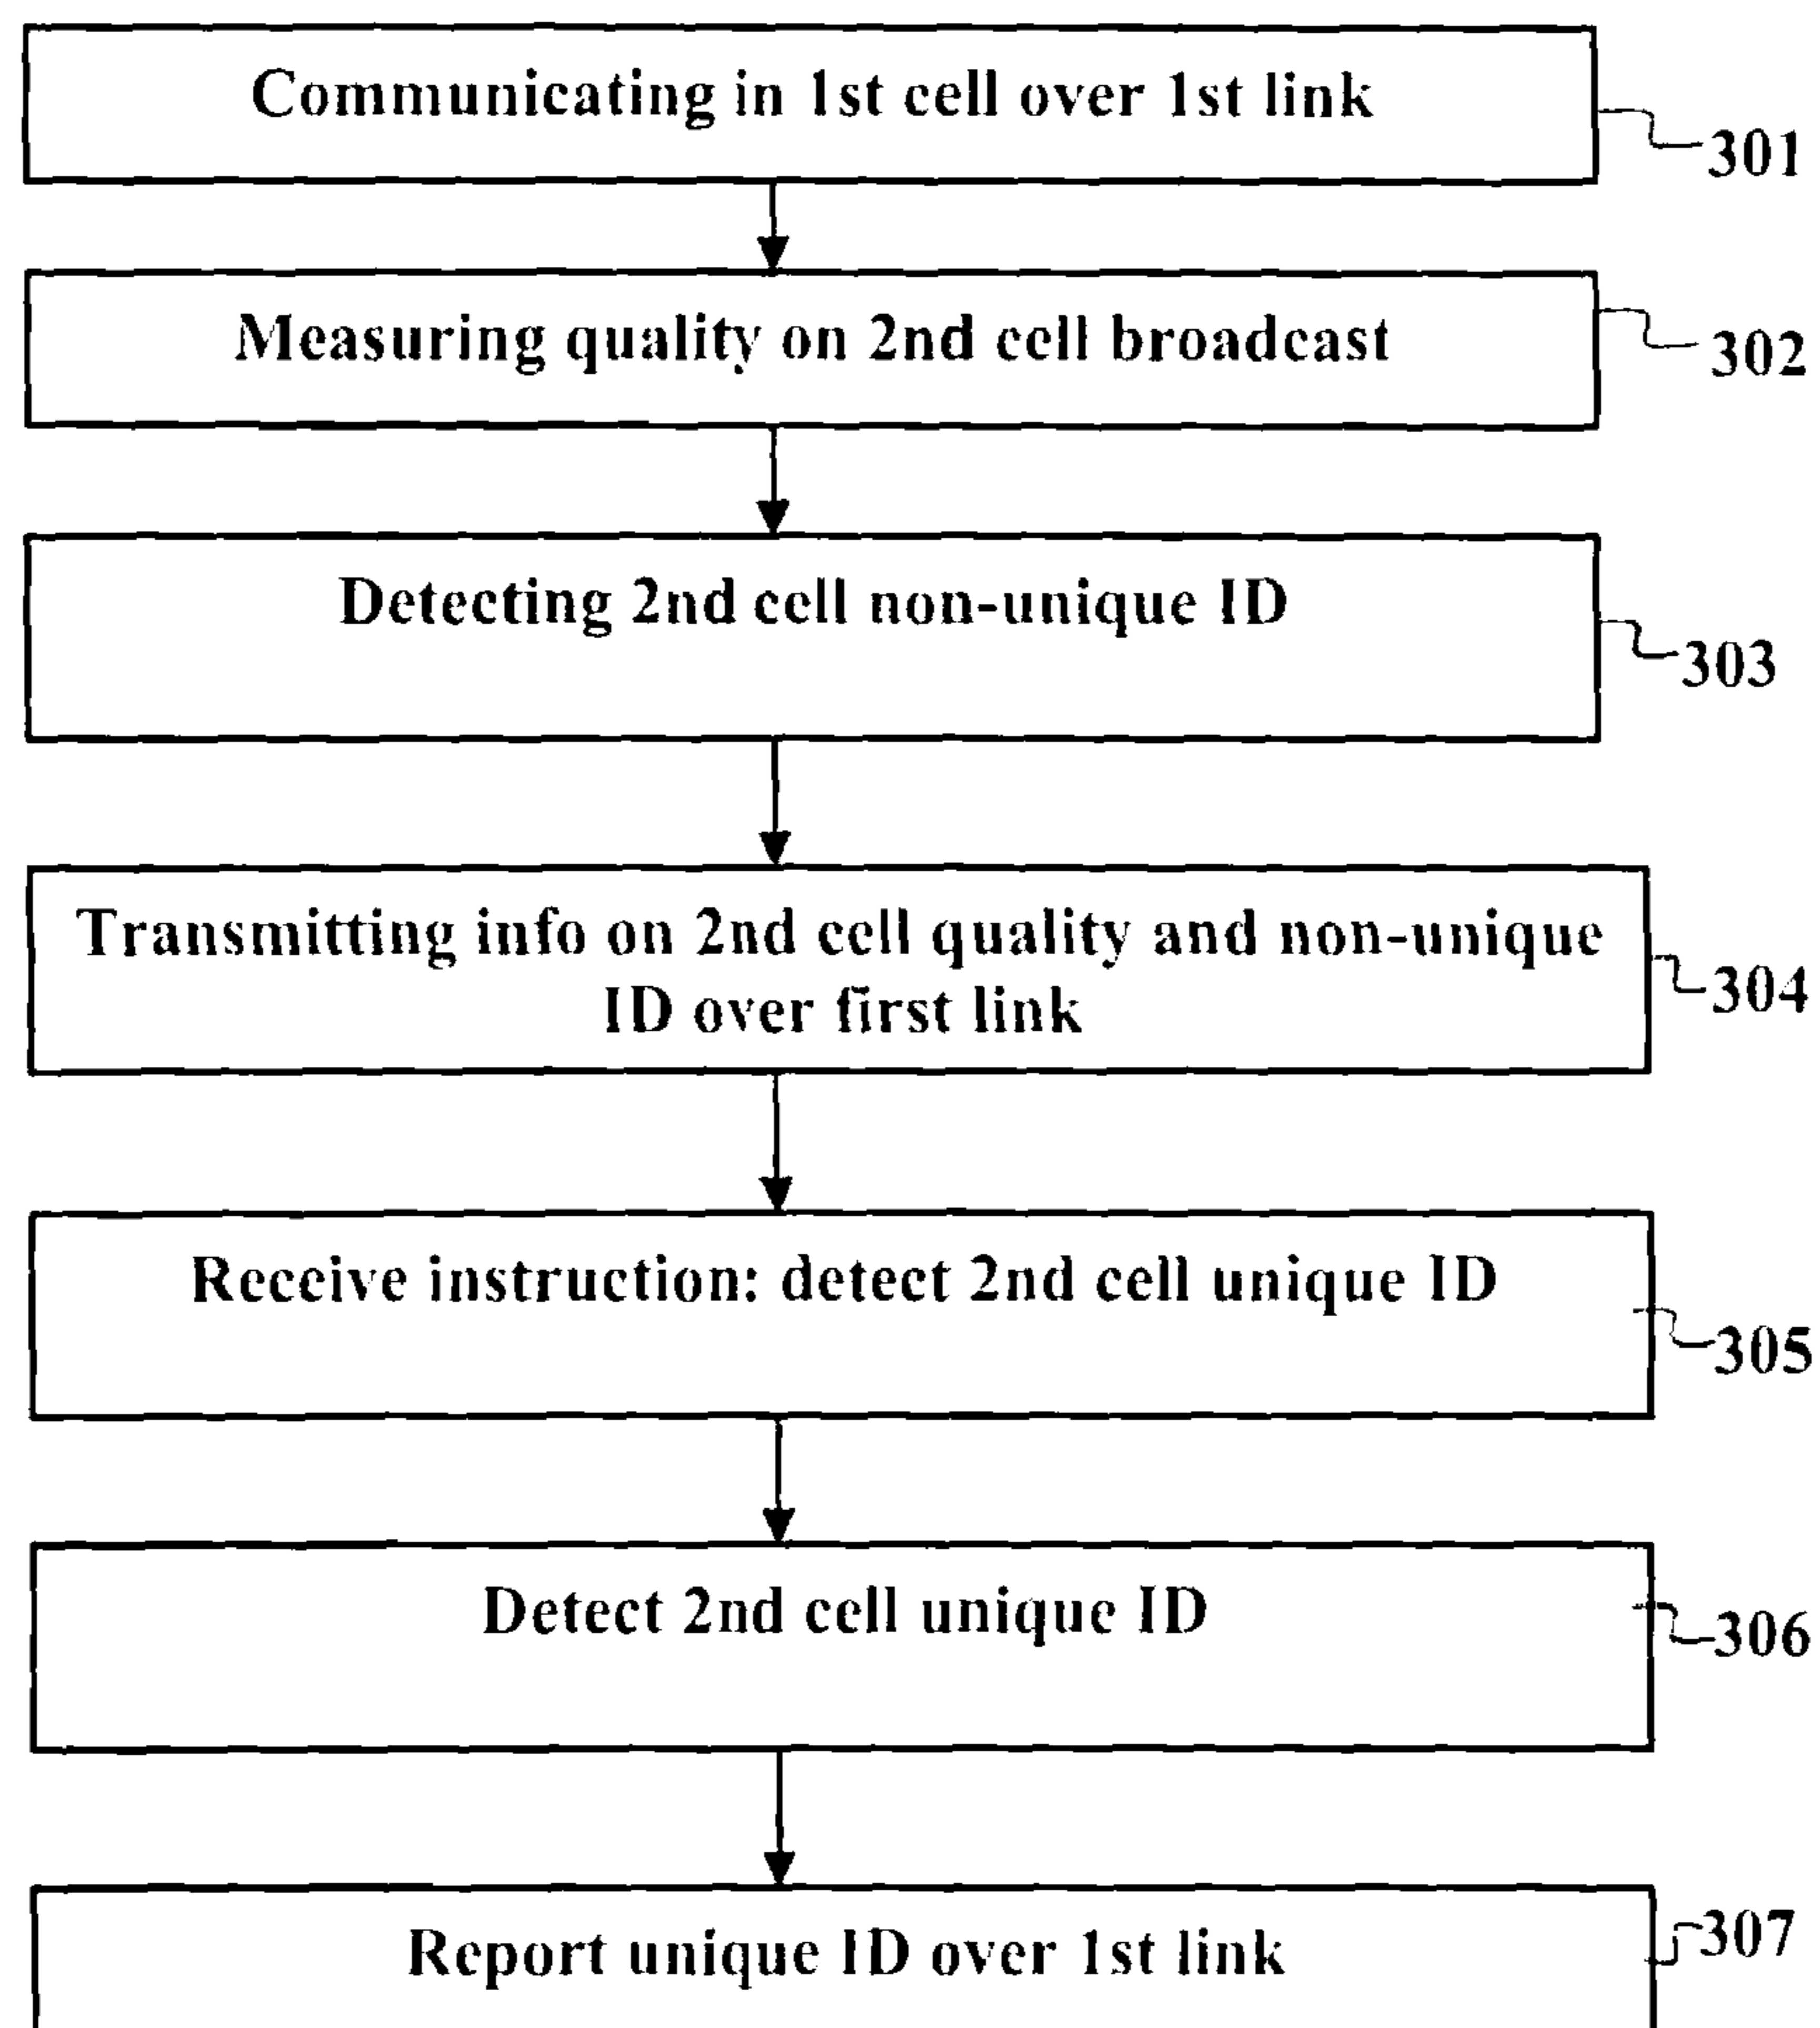 Communicating in 1st cell over 1st link
301
Measuring quality on 2nd cell broadcast
302
Detecting 2nd cell non-unique ID
303
Transmitting info on 2nd cell quality and non-unique
ID over first link
304
Receive instruction: detect 2nd cell unique ID
305
Detect 2nd cell unique ID
306
Report unique ID over 1st link
307